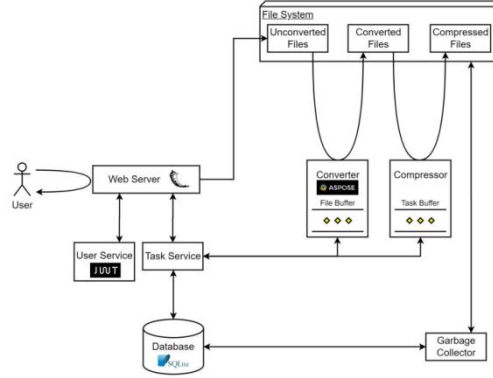 File System
Unconverted
Files
Converted
Files
Compressed
Files
Web Server
User
Converter
ASPOSE
File Buffer
Compressor
Task Buffer
User Service
JWT
Task Service
Database
SQLite
Garbage
Collector